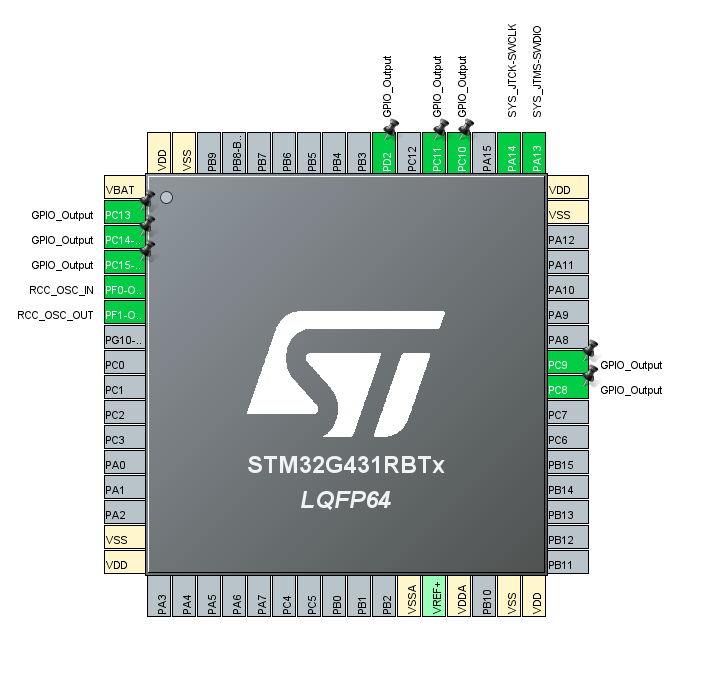 GPIO_Output
GPIO_Output
GPIO_Output
SYS_JTCK-SWCLK
SYS_JTMS-SWDIO
VDD
VSS
PB9
PB8-B..
PB7
PB6
PB5
PB4
PB3
PD2
PC12
PC11
PC10
PA15
PA14
PA13
VBAT
GPIO_Output PC13
GPIO_Output PC14-..
GPIO_Output PC15-..
RCC_OSC_IN PF0-O..
RCC_OSC_OUT PF1-O..
PG10-..
PC0
PC1
PC2
PC3
PA0
PA1
PA2
VSS
VDD
ST
STM32G431RBTx
LQFP64
VDD
VSS
PA12
PA11
PA10
PA9
PA8
PC9 GPIO_Output
PC8 GPIO_Output
PC7
PC6
PB15
PB14
PB13
PB12
PB11
PA3
PA4
PA5
PA6
PA7
PC4
PC5
PB0
PB1
PB2
VSSA
VREF+
VDDA
PB10
VSS
VDD